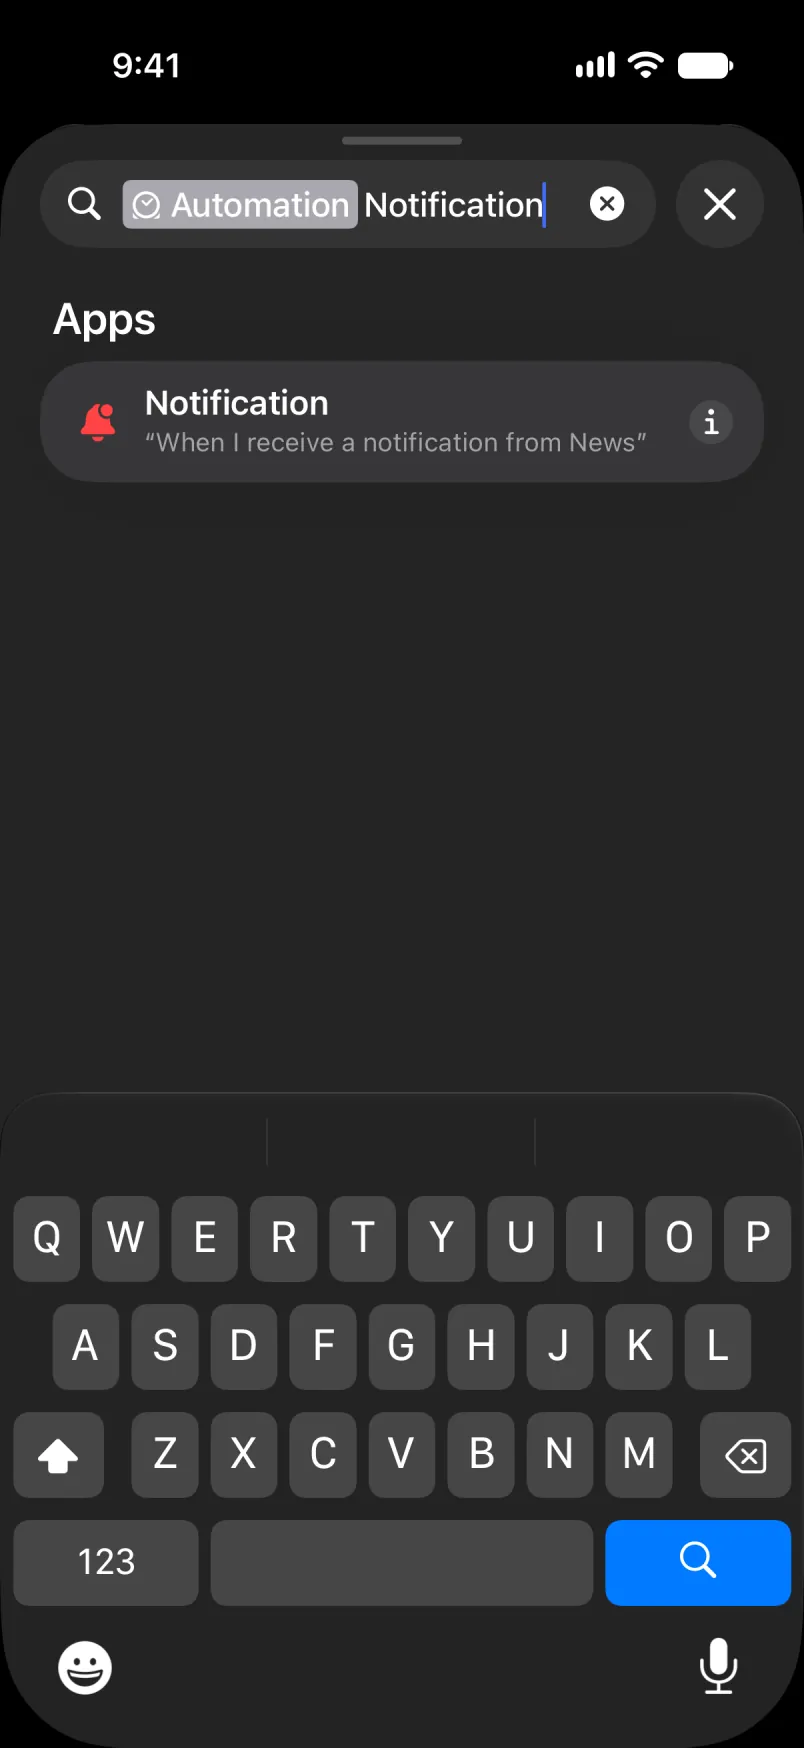 9:41
Automation Notification
Apps
Notification
“When I receive a notification from News”
Q W E R T Y U I O P
A S D F G H J K L
Z X C V B N M
123